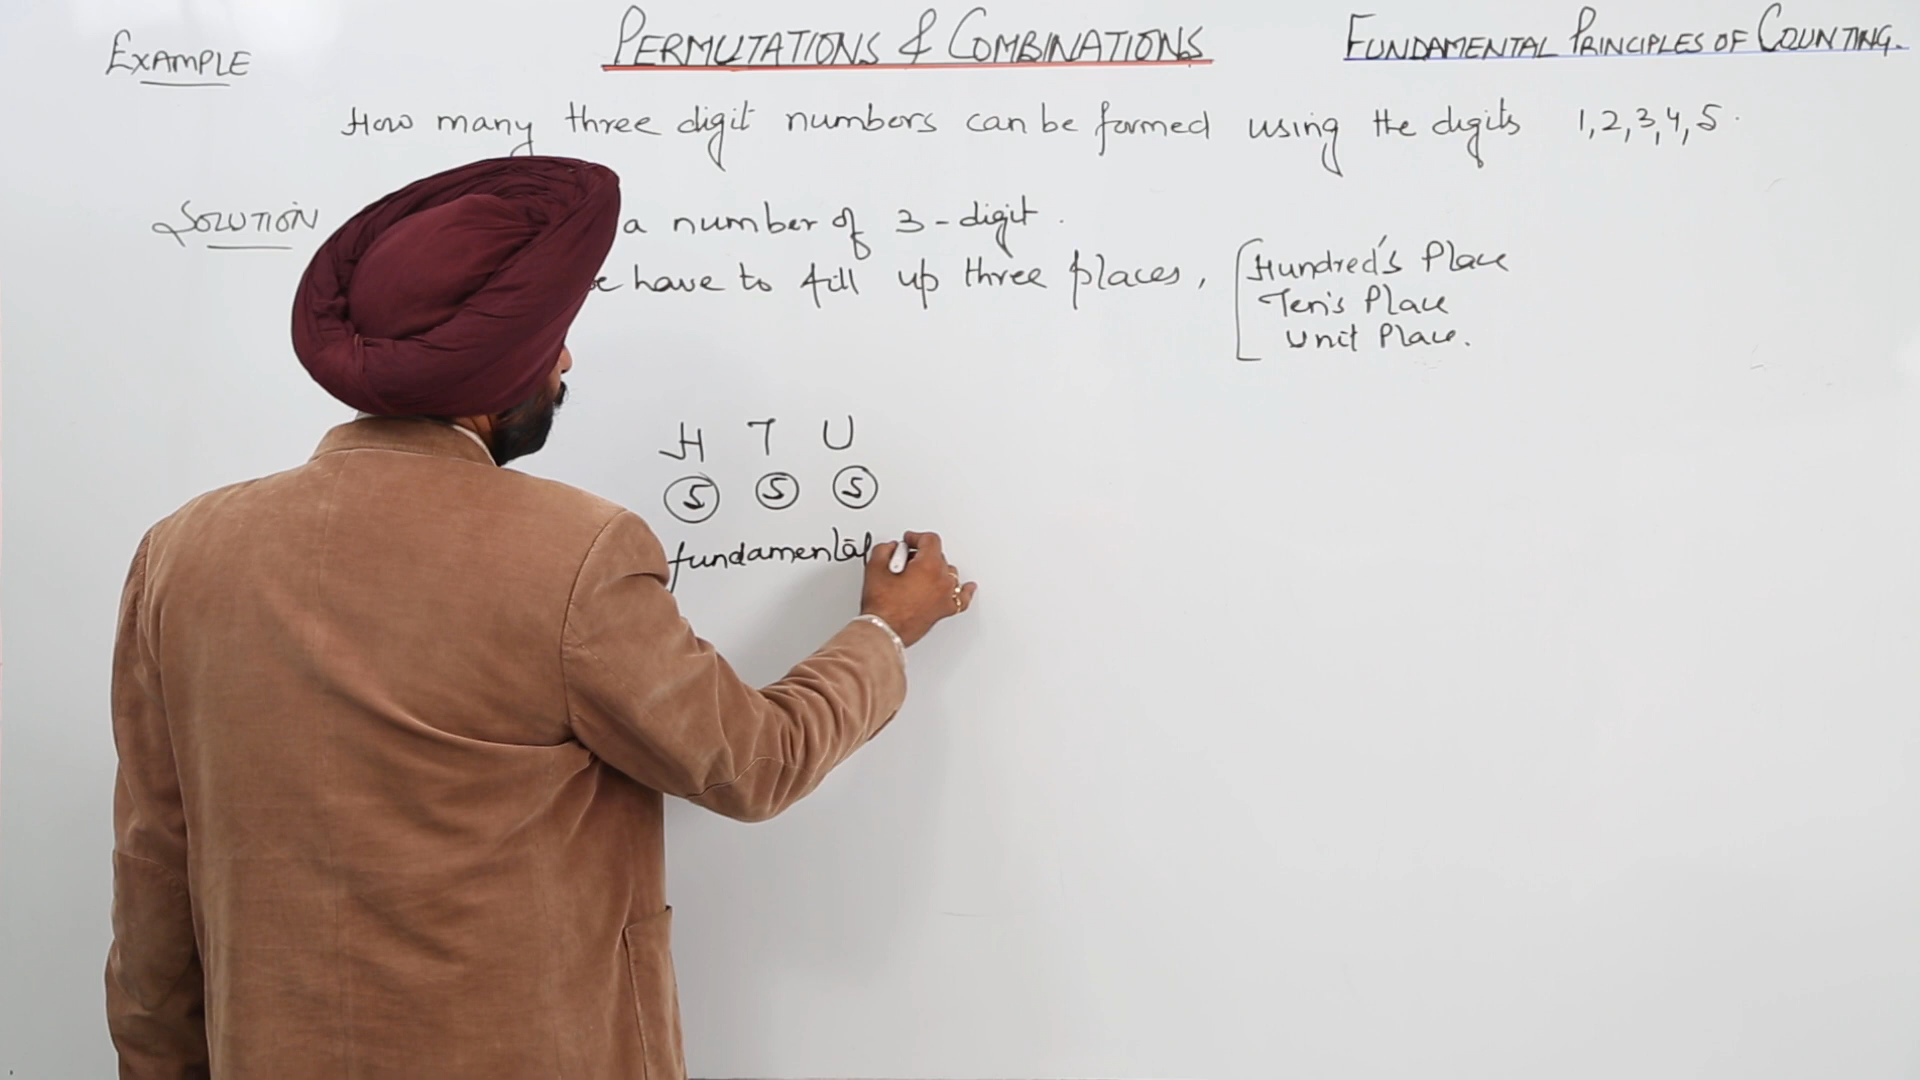 EXAMPLE
PERMUTATIONS & COMBINATIONS
FUNDAMENTAL PRINCIPLES OF COUNTING.
How many three digit numbers can be formed using the digits 1,2,3,4,5.
SOLUTION
a number of 3-digit.
have to fill up three places,
Hundred's Place
Ten's Place
Unit Place.
H T U
5 5 5
fundamental